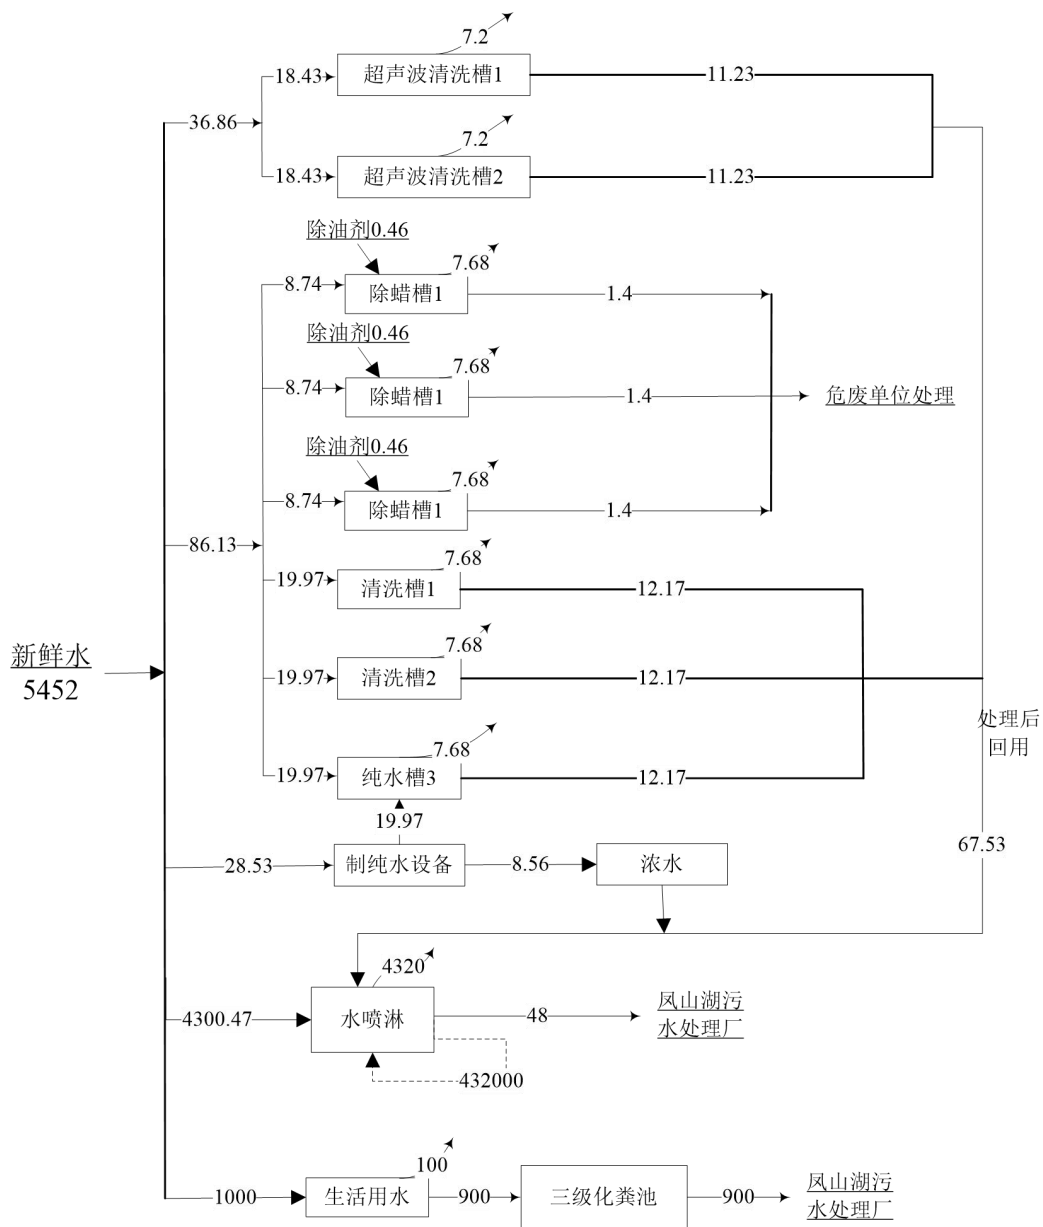 7.2
18.43
超声波清洗槽1
11.23
36.86
7.2
18.43
超声波清洗槽2
11.23
除油剂0.46
7.68
8.74
除蜡槽1
1.4
除油剂0.46
7.68
8.74
除蜡槽1
1.4
危废单位处理
除油剂0.46
7.68
8.74
除蜡槽1
1.4
86.13
7.68
19.97
清洗槽1
12.17
新鲜水
5452
7.68
19.97
清洗槽2
12.17
处理后
回用
7.68
19.97
纯水槽3
12.17
19.97
67.53
28.53
制纯水设备
8.56
浓水
4320
4300.47
水喷淋
48
凤山湖污
水处理厂
432000
100
1000
生活用水
900
三级化粪池
900
凤山湖污
水处理厂